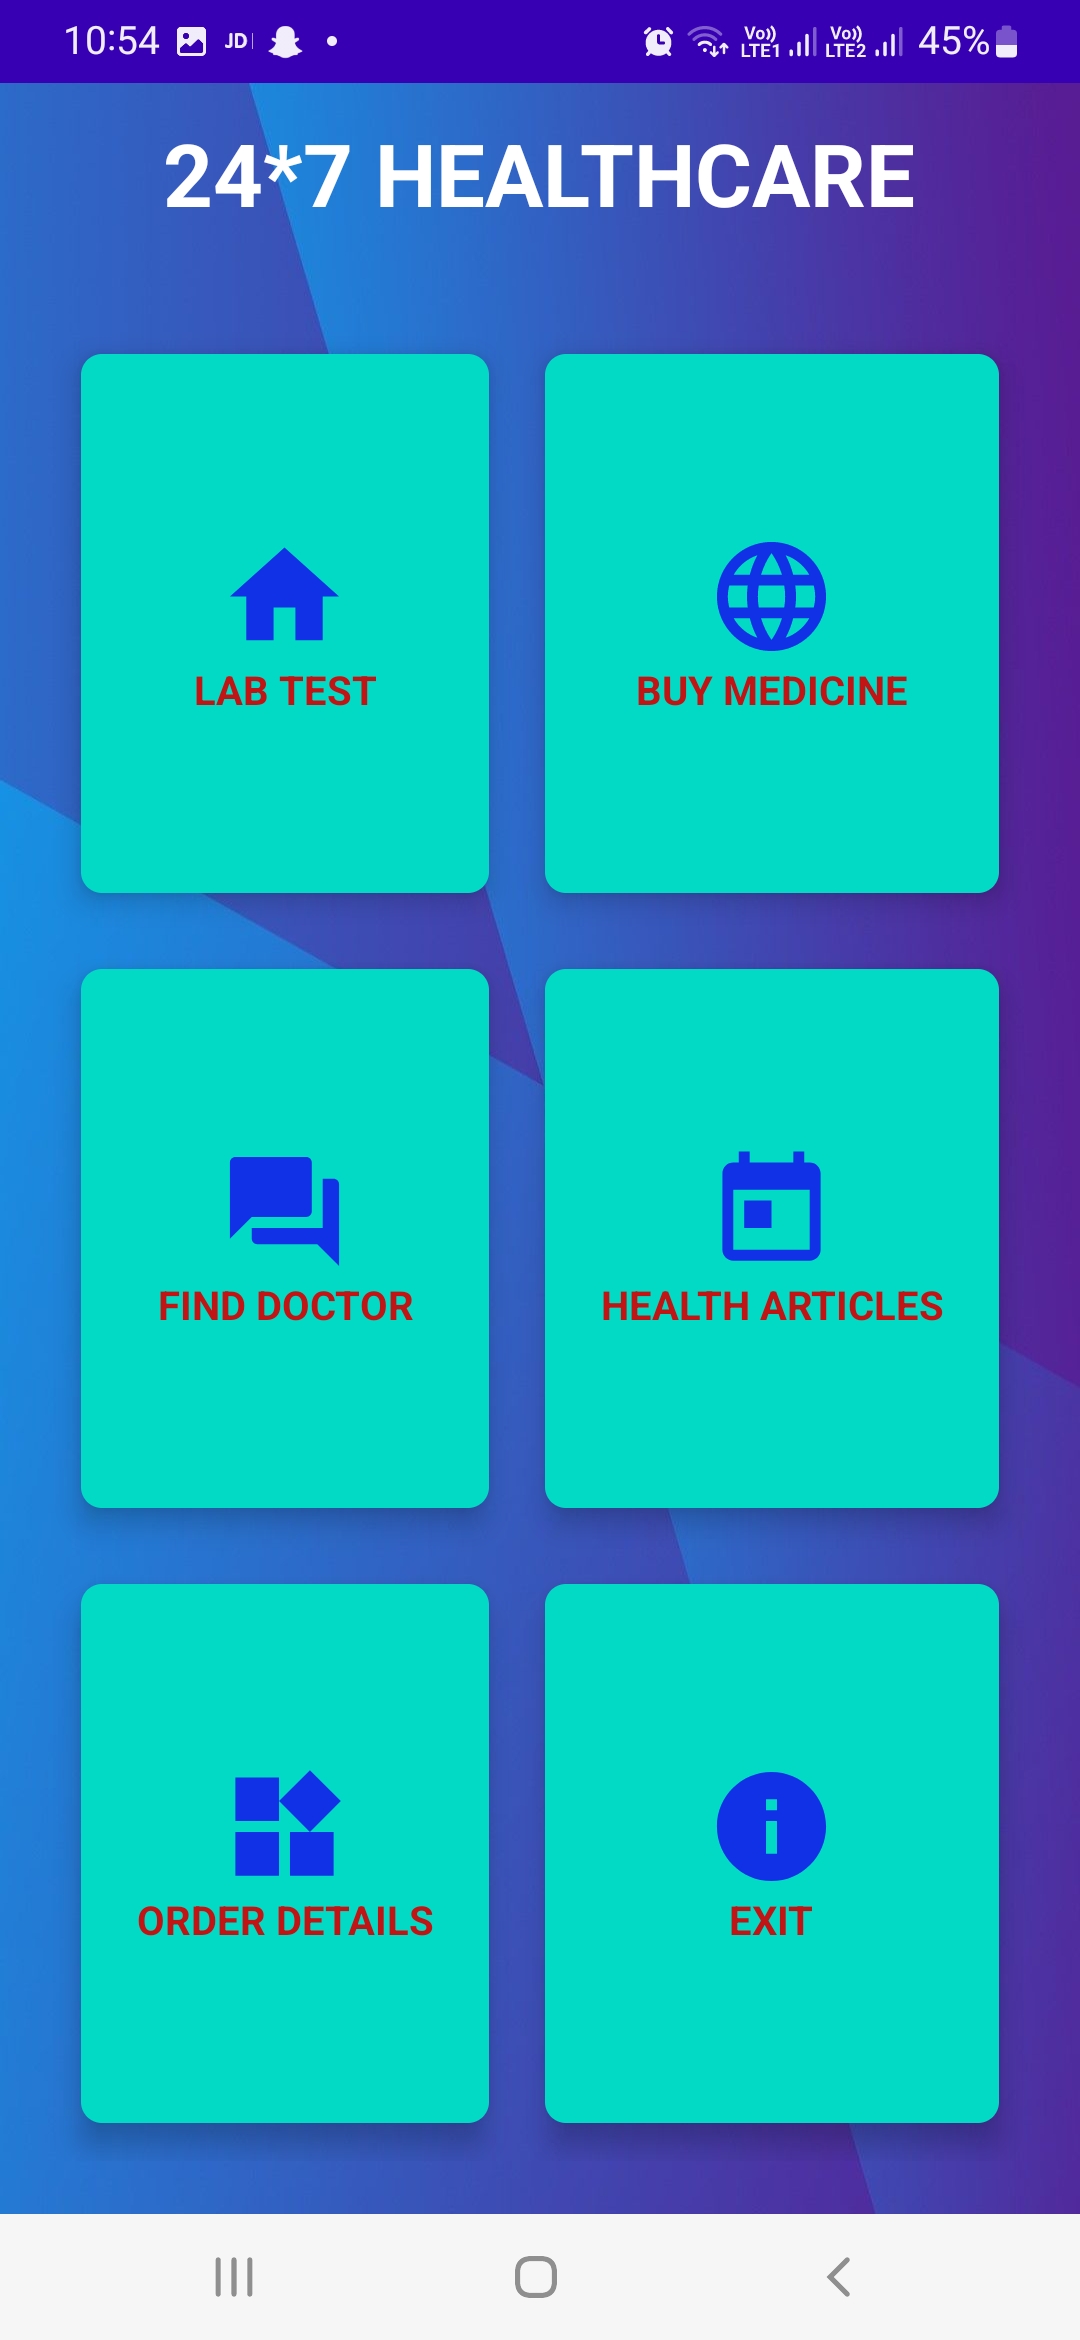 10:54 JD Vo)) LTE1 Vo)) LTE2 45%
24*7 HEALTHCARE
LAB TEST BUY MEDICINE
FIND DOCTOR HEALTH ARTICLES
ORDER DETAILS EXIT